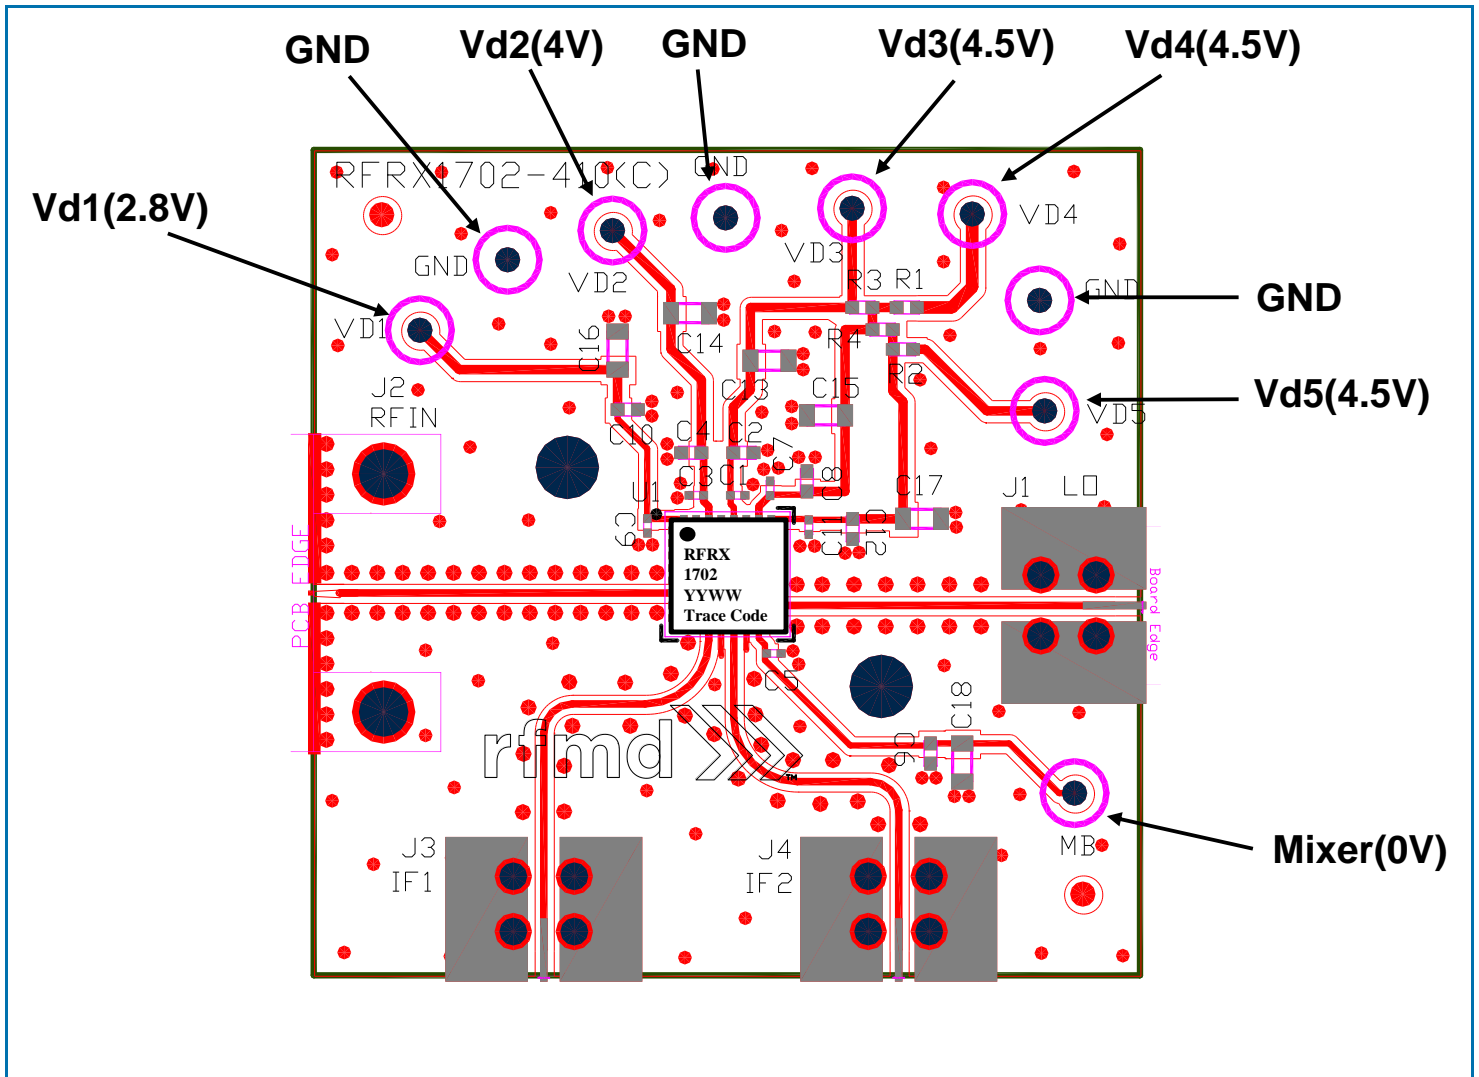 GND
Vd2(4V)
GND
Vd3(4.5V)
Vd4(4.5V)
Vd1(2.8V)
RFRX1702-410(C)
GND
VD4
GND
VD2
VD3
GND
GND
VD1
C16
C14
R3 R1
R4
R2
C13
C15
Vd5(4.5V)
VD5
J2
RFIN
C10
C4
C2
C7
C3
C1
C8
U1
C9
C11
C12
C17
J1
LO
PCB EDGE
Board Edge
RFRX
1702
YYWW
Trace Code
C5
C6
C18
rfmd
™
MB
Mixer(0V)
J3
IF1
J4
IF2